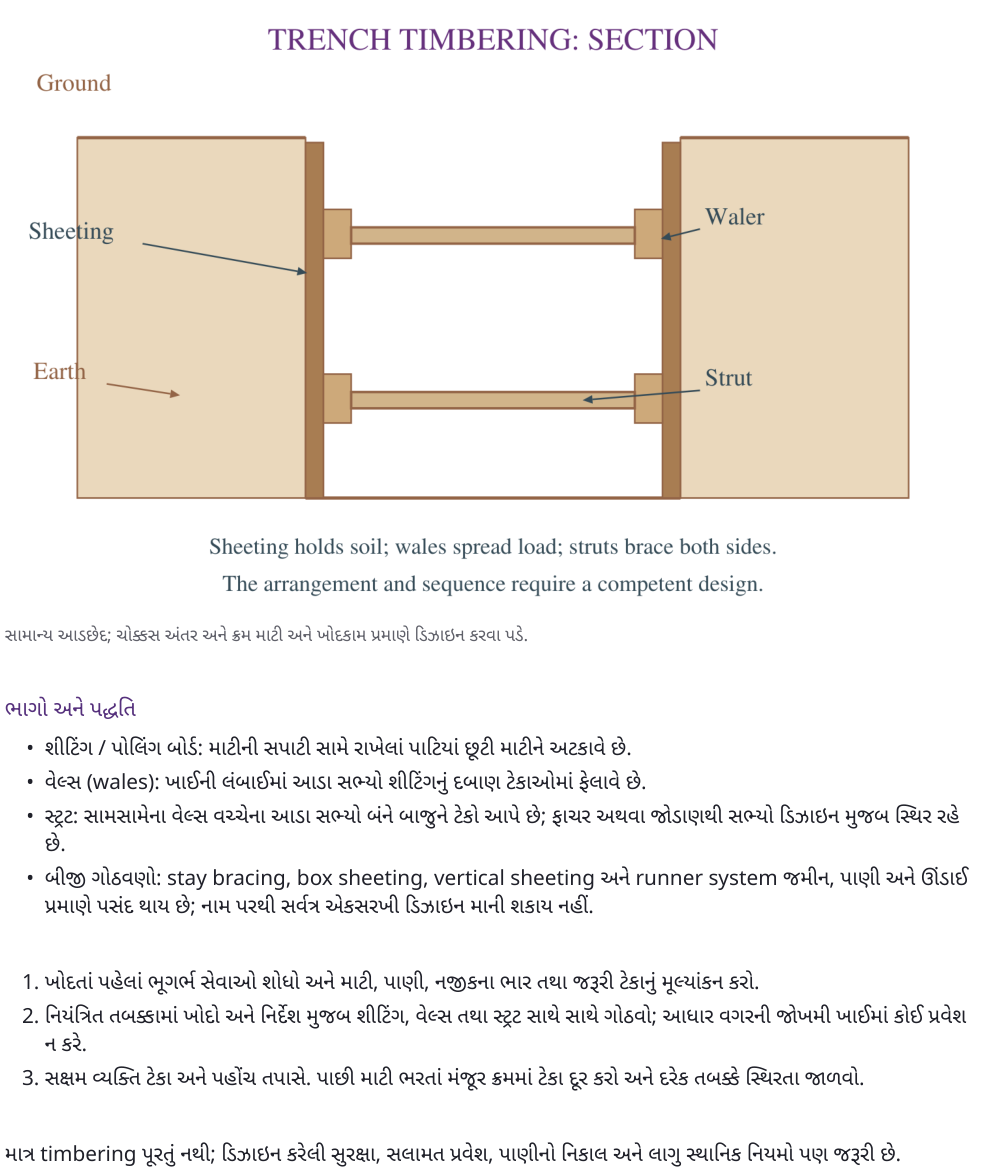 TRENCH TIMBERING: SECTION
Ground
Sheeting
Waler
Earth
Strut
Sheeting holds soil; wales spread load; struts brace both sides.
The arrangement and sequence require a competent design.
સામાન્ય આડછેદ; ચોક્કસ અંતર અને ક્રમ માટી અને ખોદકામ પ્રમાણે ડિઝાઇન કરવા પડે.
ભાગો અને પદ્ધતિ
• શીટિંગ / પોલિંગ બોર્ડ: માટીની સપાટી સામે રાખેલાં પાટિયાં છૂટી માટીને અટકાવે છે.
• વેલ્સ (wales): ખાઈની લંબાઈમાં આડા સભ્યો શીટિંગનું દબાણ ટેકાઓમાં ફેલાવે છે.
• સ્ટ્રટ: સામસામેના વેલ્સ વચ્ચેના આડા સભ્યો બંને બાજુને ટેકો આપે છે; ફાચર અથવા જોડાણથી સભ્યો ડિઝાઇન મુજબ સ્થિર રહે
છે.
• બીજી ગોઠવણો: stay bracing, box sheeting, vertical sheeting અને runner system જમીન, પાણી અને ઊંડાઈ
પ્રમાણે પસંદ થાય છે; નામ પરથી સર્વત્ર એકસરખી ડિઝાઇન માની શકાય નહીં.
1. ખોદતાં પહેલાં ભૂગર્ભ સેવાઓ શોધો અને માટી, પાણી, નજીકના ભાર તથા જરૂરી ટેકાનું મૂલ્યાંકન કરો.
2. નિયંત્રિત તબક્કામાં ખોદો અને નિર્દેશ મુજબ શીટિંગ, વેલ્સ તથા સ્ટ્રટ સાથે સાથે ગોઠવો; આધાર વગરની જોખમી ખાઈમાં કોઈ પ્રવેશ
ન કરે.
3. સક્ષમ વ્યક્તિ ટેકા અને પહોંચ તપાસે. પાછી માટી ભરતાં મંજૂર ક્રમમાં ટેકા દૂર કરો અને દરેક તબક્કે સ્થિરતા જાળવો.
માત્ર timbering પૂરતું નથી; ડિઝાઇન કરેલી સુરક્ષા, સલામત પ્રવેશ, પાણીનો નિકાલ અને લાગુ સ્થાનિક નિયમો પણ જરૂરી છે.